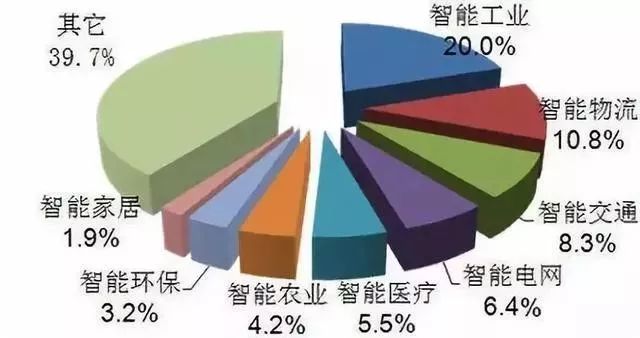 其它
39.7%
智能工业
20.0%
智能物流
10.8%
智能交通
8.3%
智能电网
6.4%
智能医疗
5.5%
智能农业
4.2%
智能环保
3.2%
智能家居
1.9%